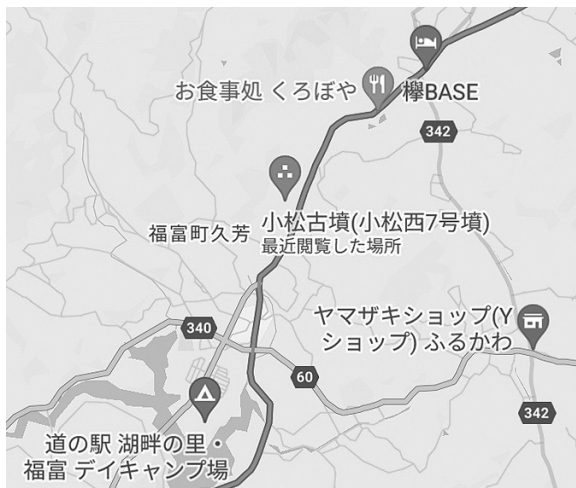 お食事処 くろぼや
欅BASE
342
小松古墳(小松西7号墳)
最近閲覧した場所
福富町久芳
ヤマザキショップ(Y
ショップ) ふるかわ
340
60
342
道の駅 湖畔の里・
福富 デイキャンプ場